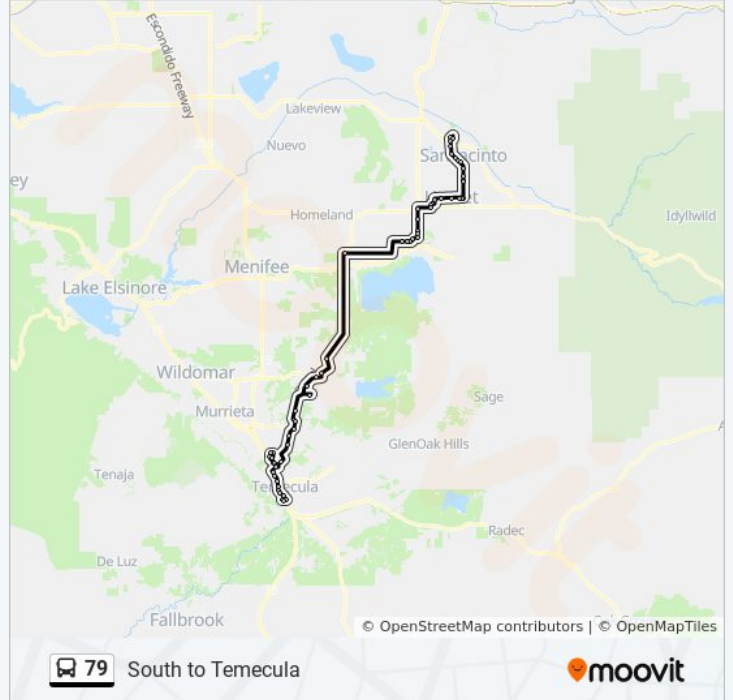 Escondido Freeway
Lakeview
Nuevo
San Jacinto
ey
Homeland
Idyllwild
Menifee
Lake Elsinore
Wildomar
Sage
Murrieta
GlenOak Hills
Tenaja
Temecula
Radec
De Luz
Fallbrook
© OpenStreetMap contributors | © OpenMapTiles
79 South to Temecula
moovit